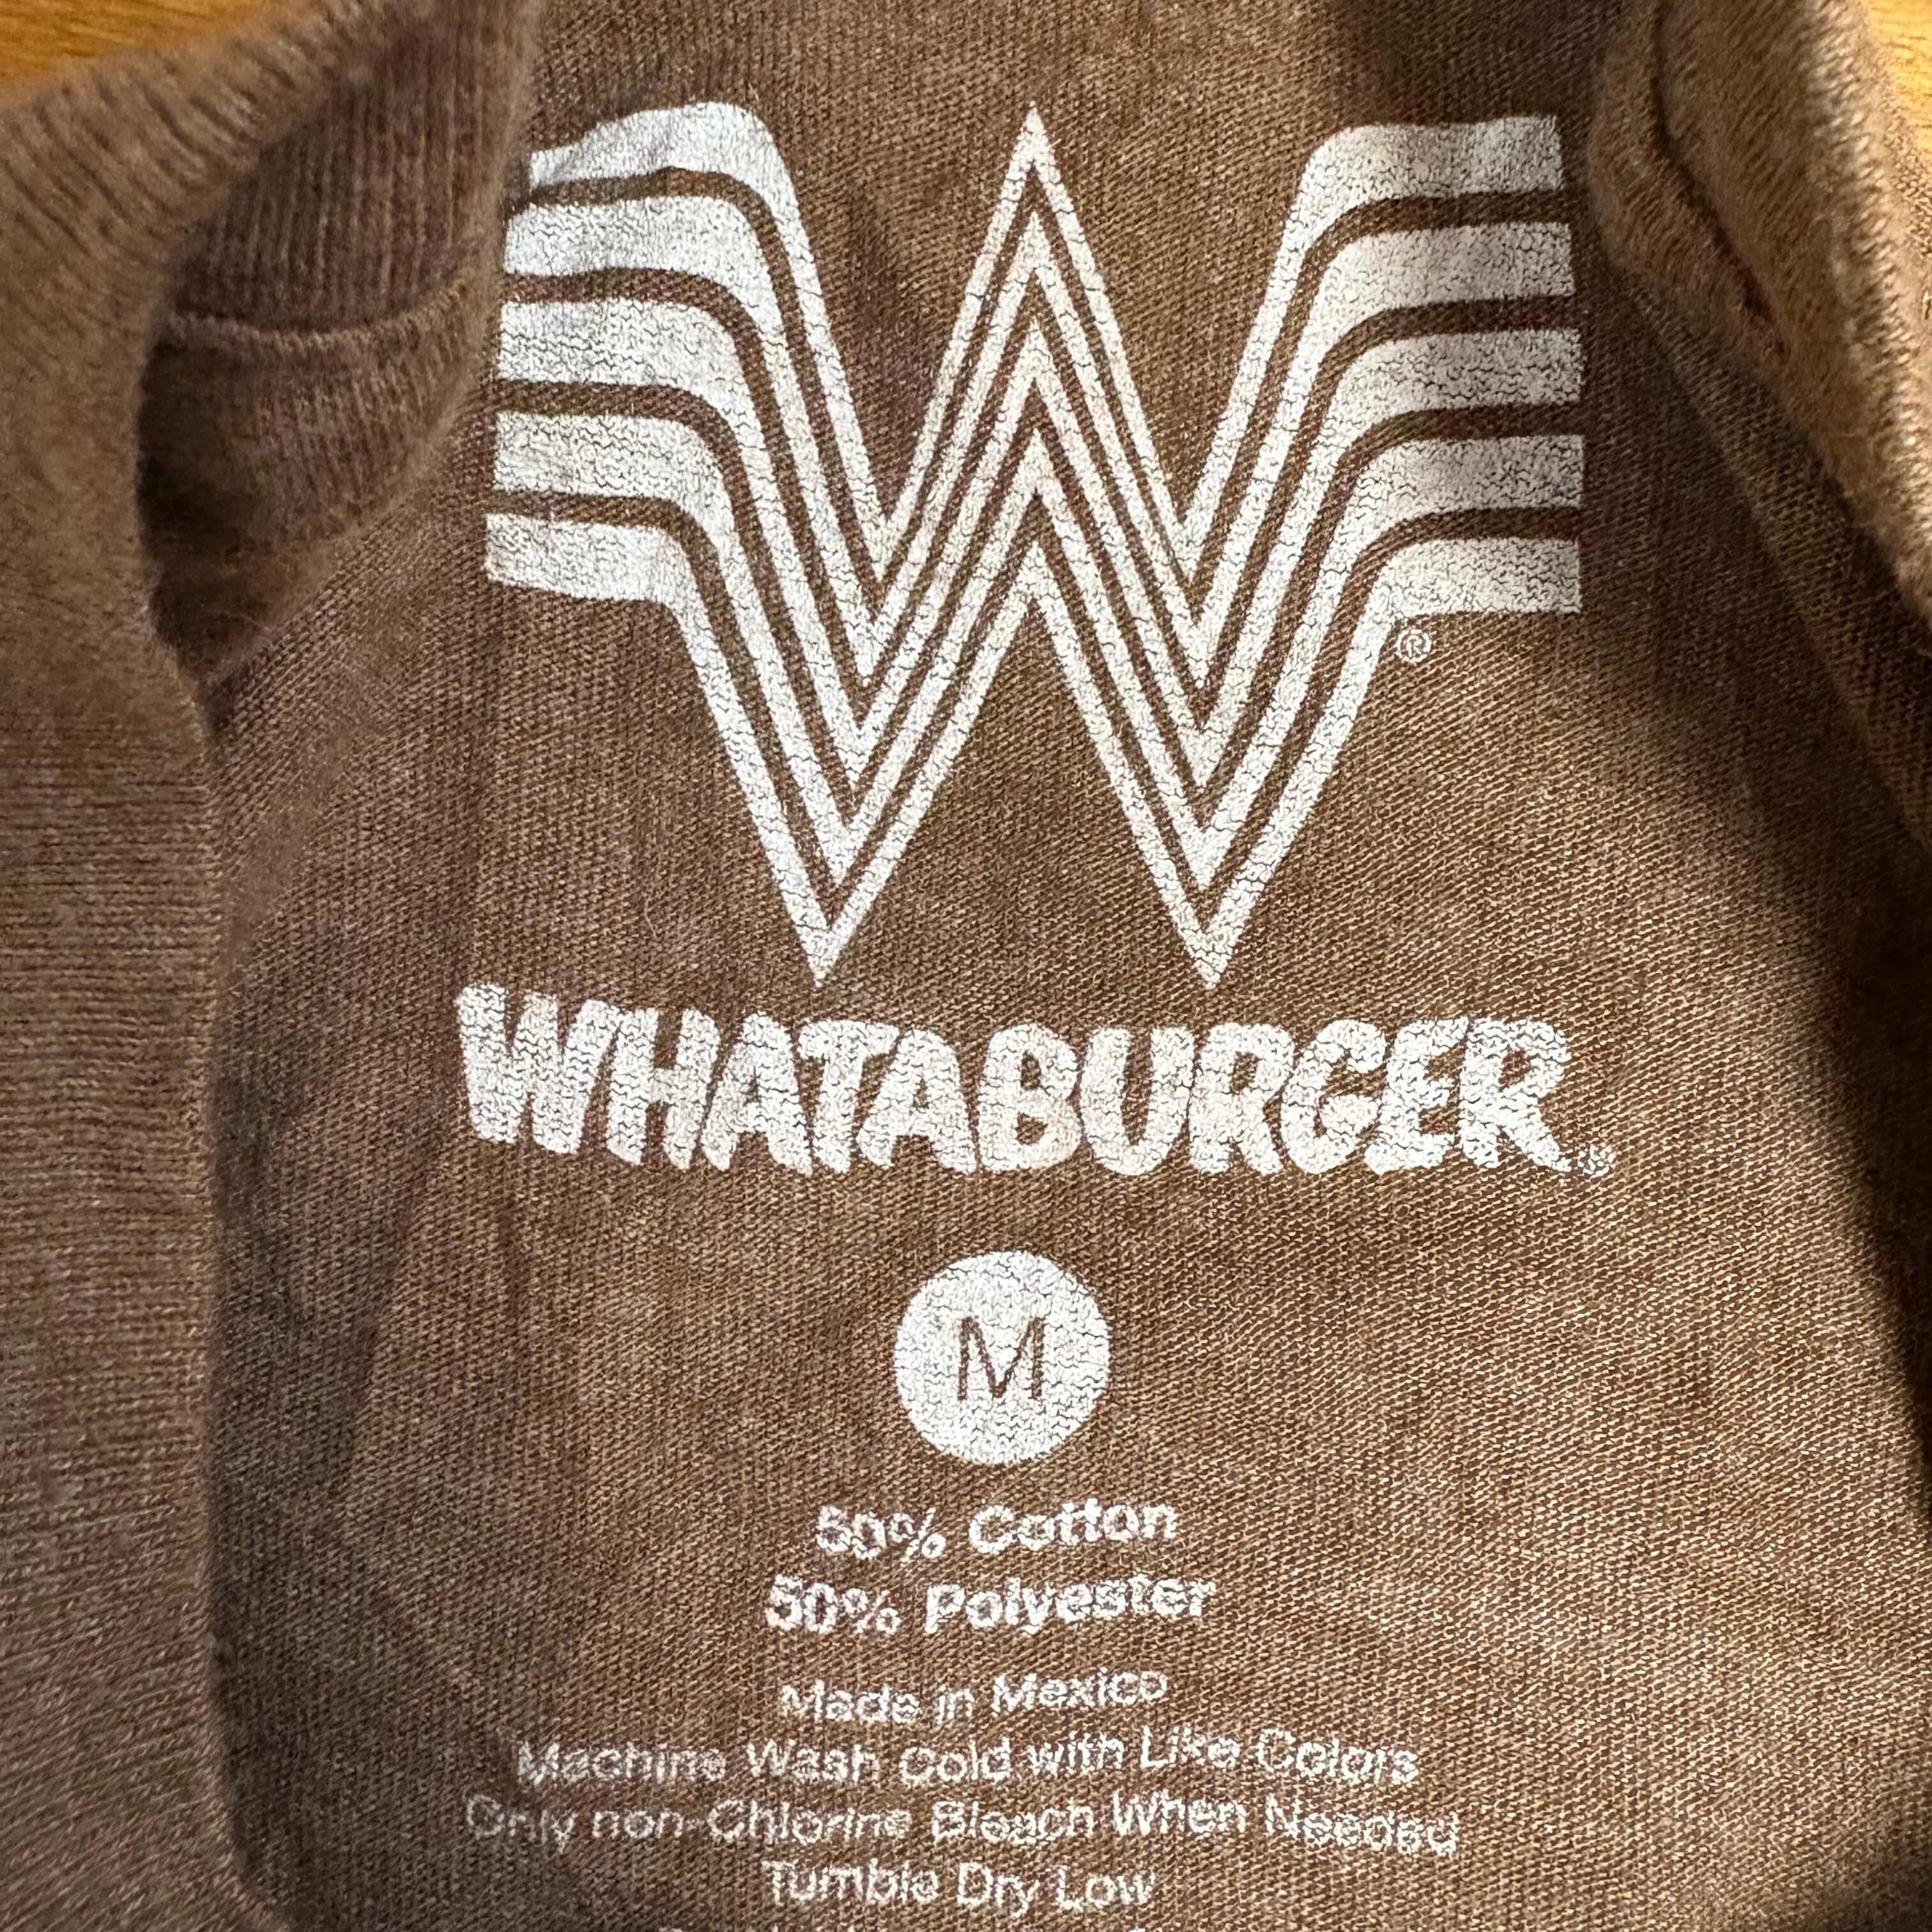 W®
WHATABURGER®
M
50% Cotton
50% Polyester
Made in Mexico
Machine Wash Cold with Like Colors
Only non-Chlorine Bleach When Needed
Tumble Dry Low